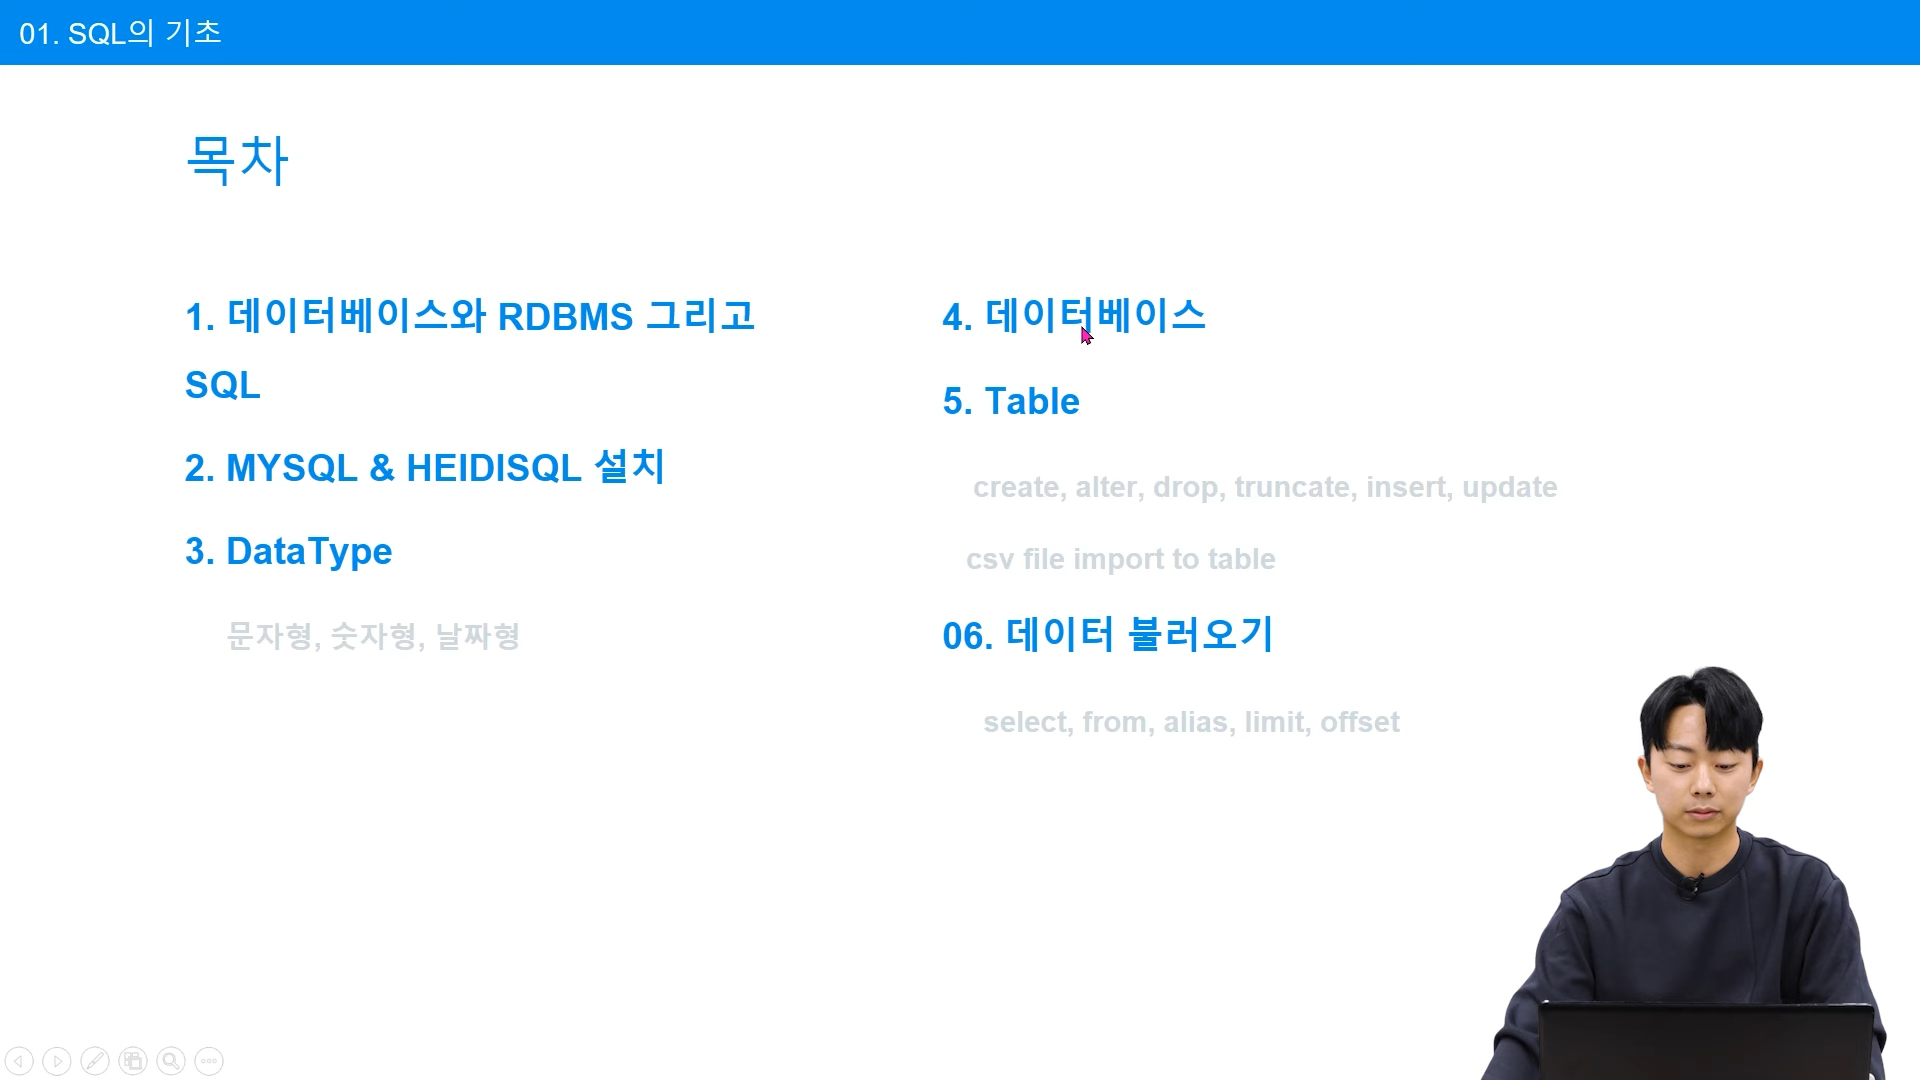 01. SQL의 기초
목차
1. 데이터베이스와 RDBMS 그리고
SQL
2. MYSQL & HEIDISQL 설치
3. DataType
문자형, 숫자형, 날짜형
4. 데이터베이스
5. Table
create, alter, drop, truncate, insert, update
csv file import to table
06. 데이터 불러오기
select, from, alias, limit, offset